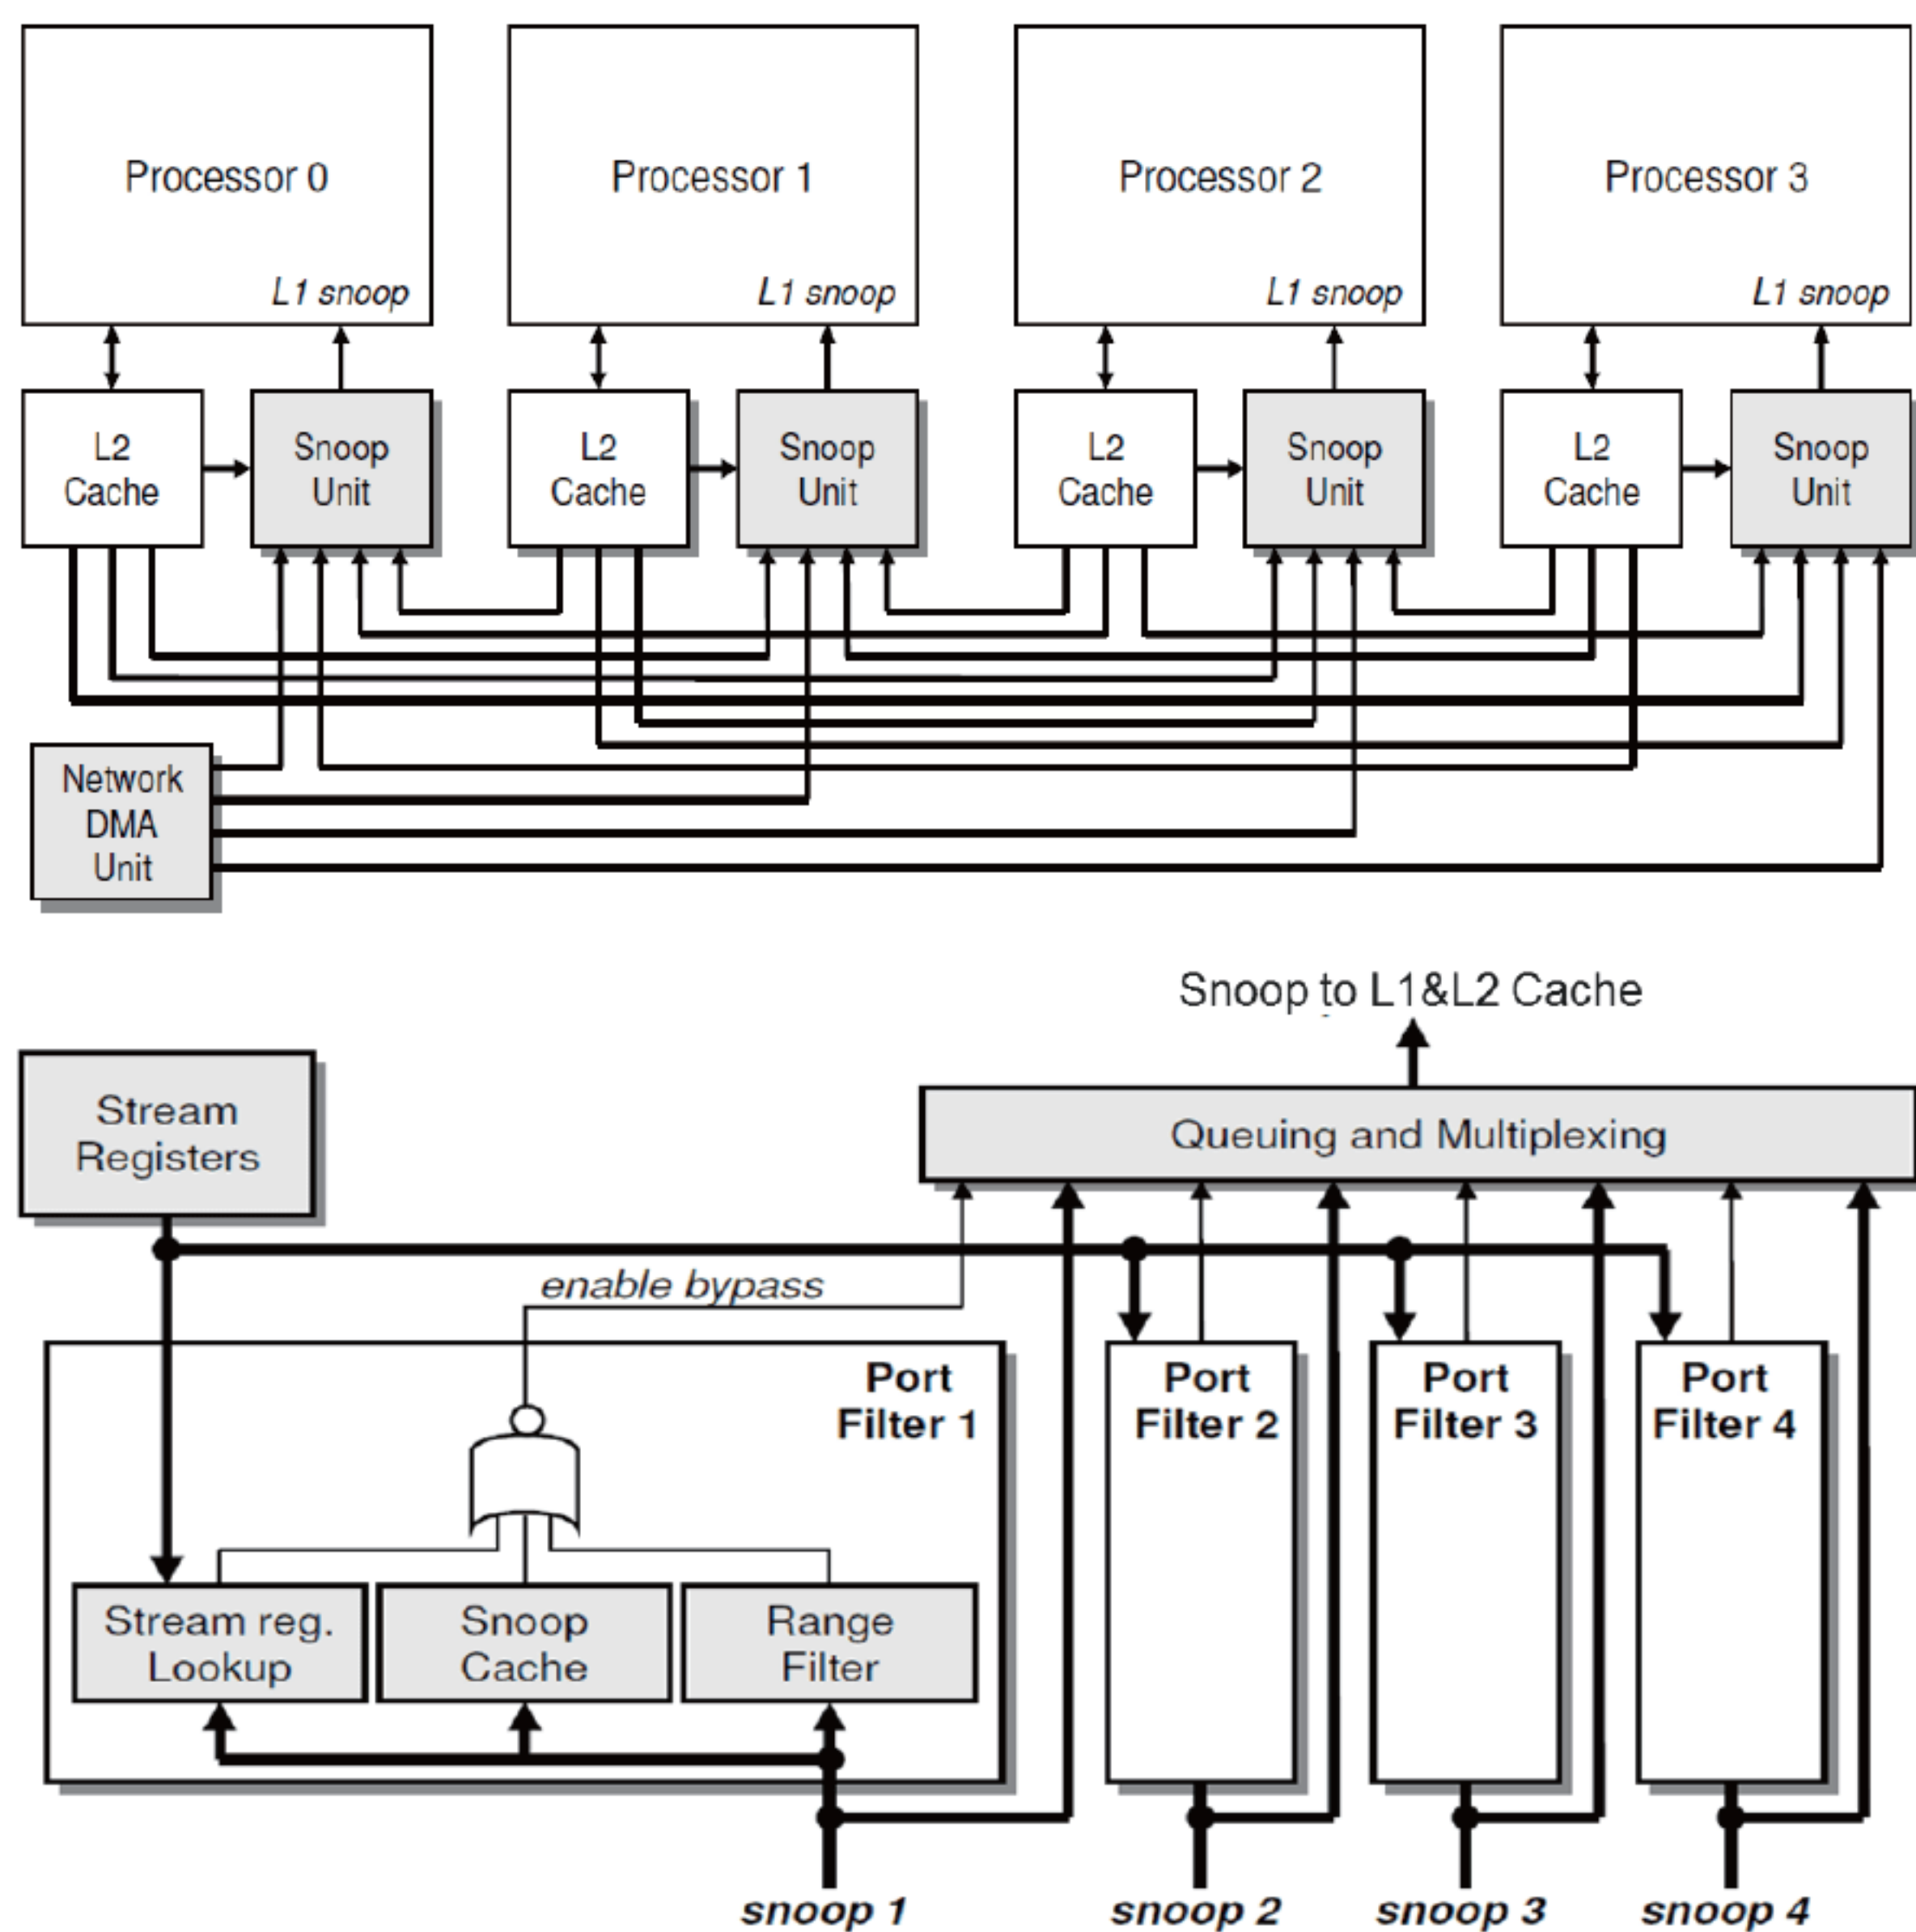 Processor 0
Processor 1
Processor 2
Processor 3
L1 snoop
L1 snoop
L1 snoop
L1 snoop
L2
Cache
Snoop
Unit
L2
Cache
Snoop
Unit
L2
Cache
Snoop
Unit
L2
Cache
Snoop
Unit
Network
DMA
Unit
Snoop to L1&L2 Cache
Stream
Registers
Queuing and Multiplexing
enable bypass
Port
Filter 1
Port
Filter 2
Port
Filter 3
Port
Filter 4
Stream reg.
Lookup
Snoop
Cache
Range
Filter
snoop 1
snoop 2
snoop 3
snoop 4